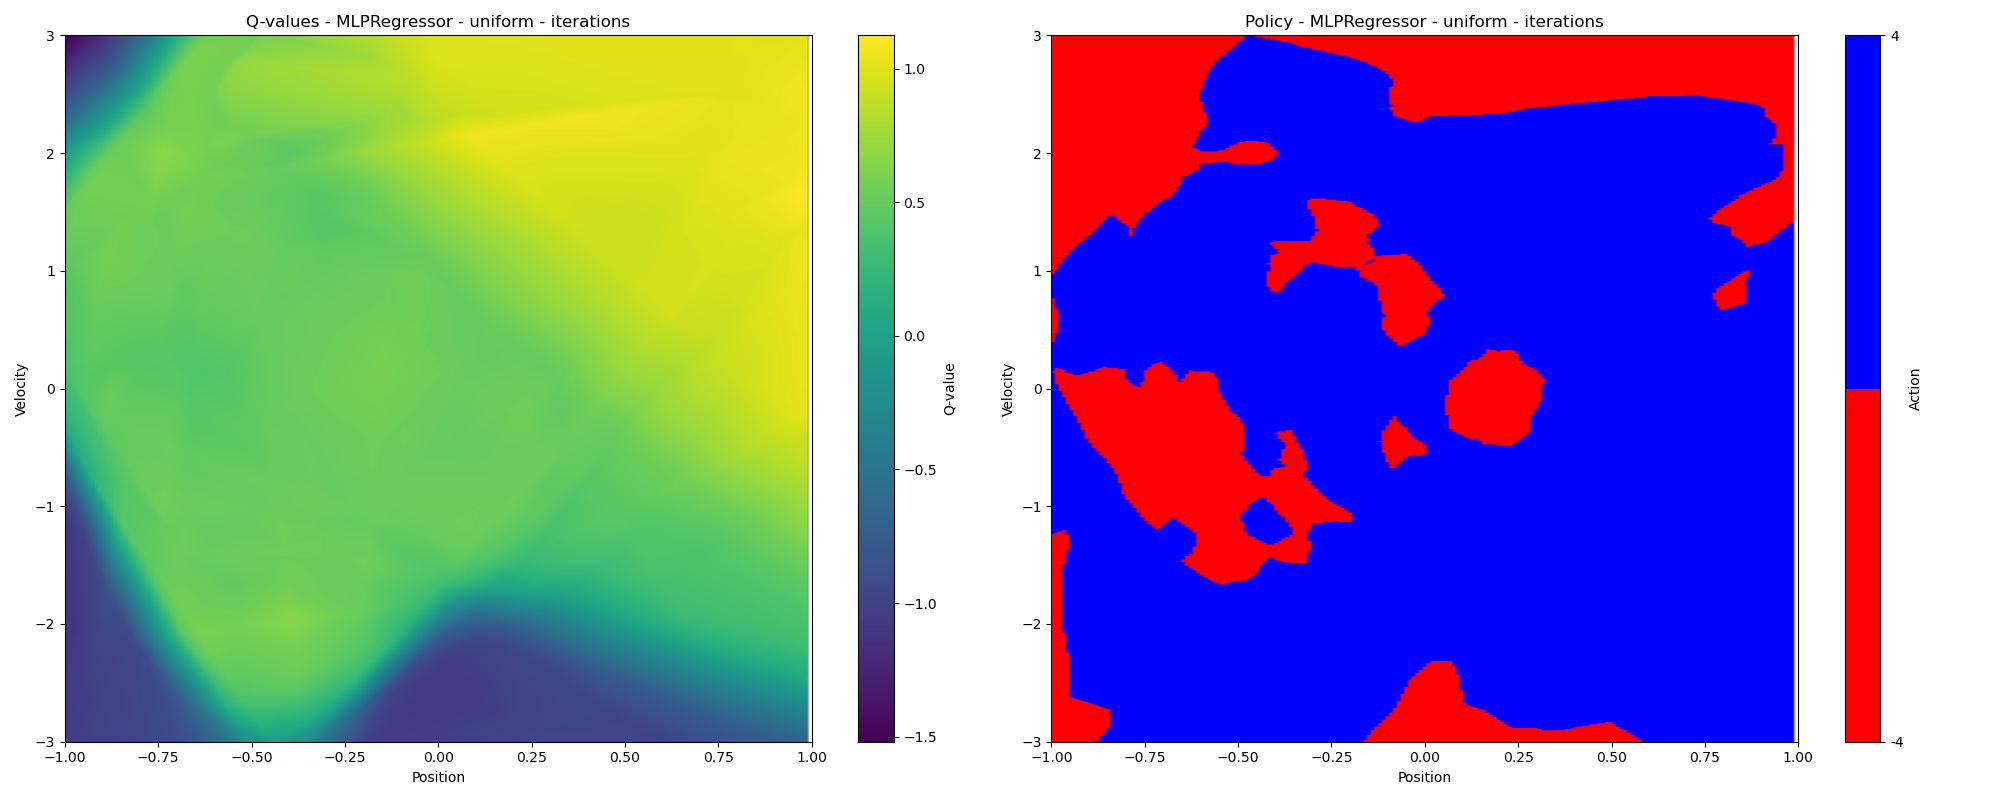 Q-values - MLPRegressor - uniform - iterations
3
2
1
0
−1
−2
−3
Velocity
−1.00 −0.75 −0.50 −0.25 0.00 0.25 0.50 0.75 1.00
Position
1.0
0.5
0.0
−0.5
−1.0
−1.5
Q-value
Policy - MLPRegressor - uniform - iterations
3
2
1
0
−1
−2
−3
Velocity
−1.00 −0.75 −0.50 −0.25 0.00 0.25 0.50 0.75 1.00
Position
4
-4
Action